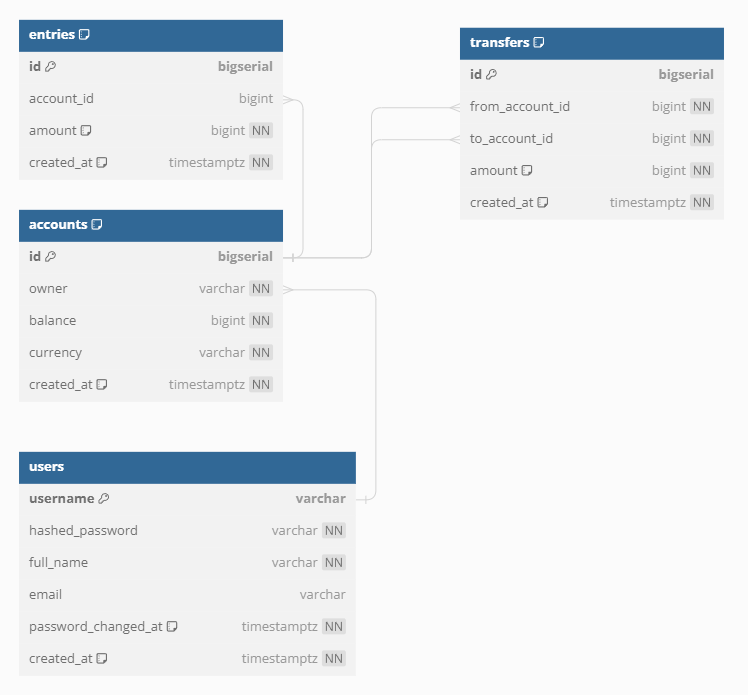 entries
id bigserial
account_id bigint
amount bigint NN
created_at timestamptz NN
accounts
id bigserial
owner varchar NN
balance bigint NN
currency varchar NN
created_at timestamptz NN
users
username varchar
hashed_password varchar NN
full_name varchar NN
email varchar
password_changed_at timestamptz NN
created_at timestamptz NN
transfers
id bigserial
from_account_id bigint NN
to_account_id bigint NN
amount bigint NN
created_at timestamptz NN